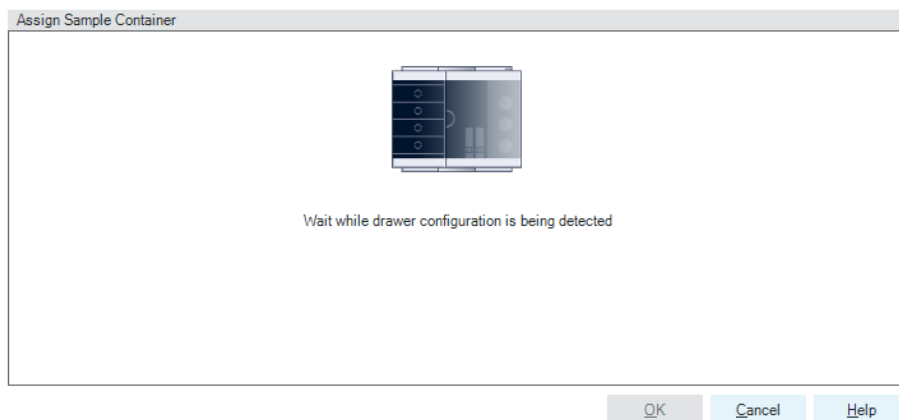 Assign Sample Container
Wait while drawer configuration is being detected
OK Cancel Help